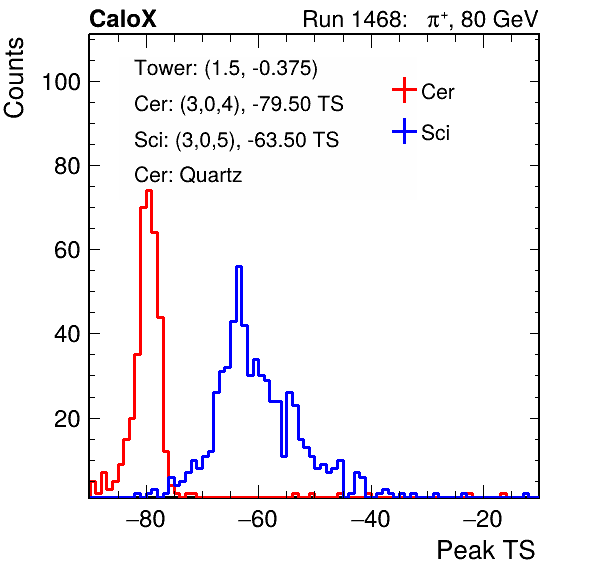 CaloX Run 1468: π⁺, 80 GeV
Counts
Tower: (1.5, -0.375)
Cer: (3,0,4), -79.50 TS
Sci: (3,0,5), -63.50 TS
Cer: Quartz
Cer
Sci
100
80
60
40
20
−80 −60 −40 −20
Peak TS